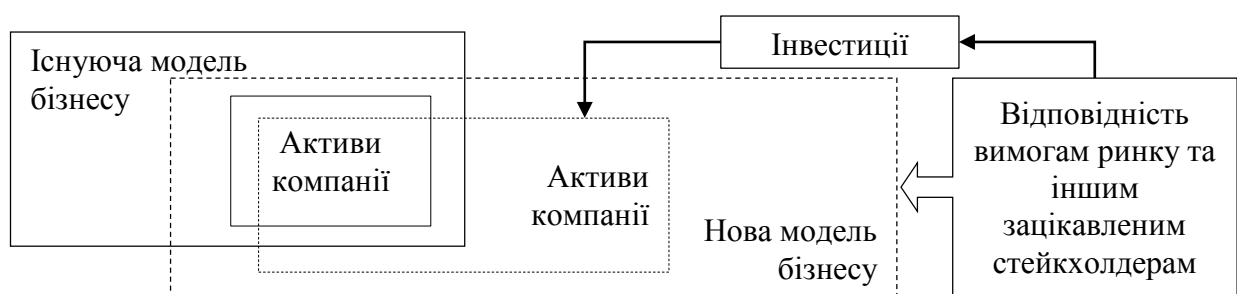 Існуюча модель
бізнесу
Активи
компанії
Активи
компанії
Нова модель
бізнесу
Інвестиції
Відповідність
вимогам ринку та
іншим
зацікавленим
стейкхолдерам